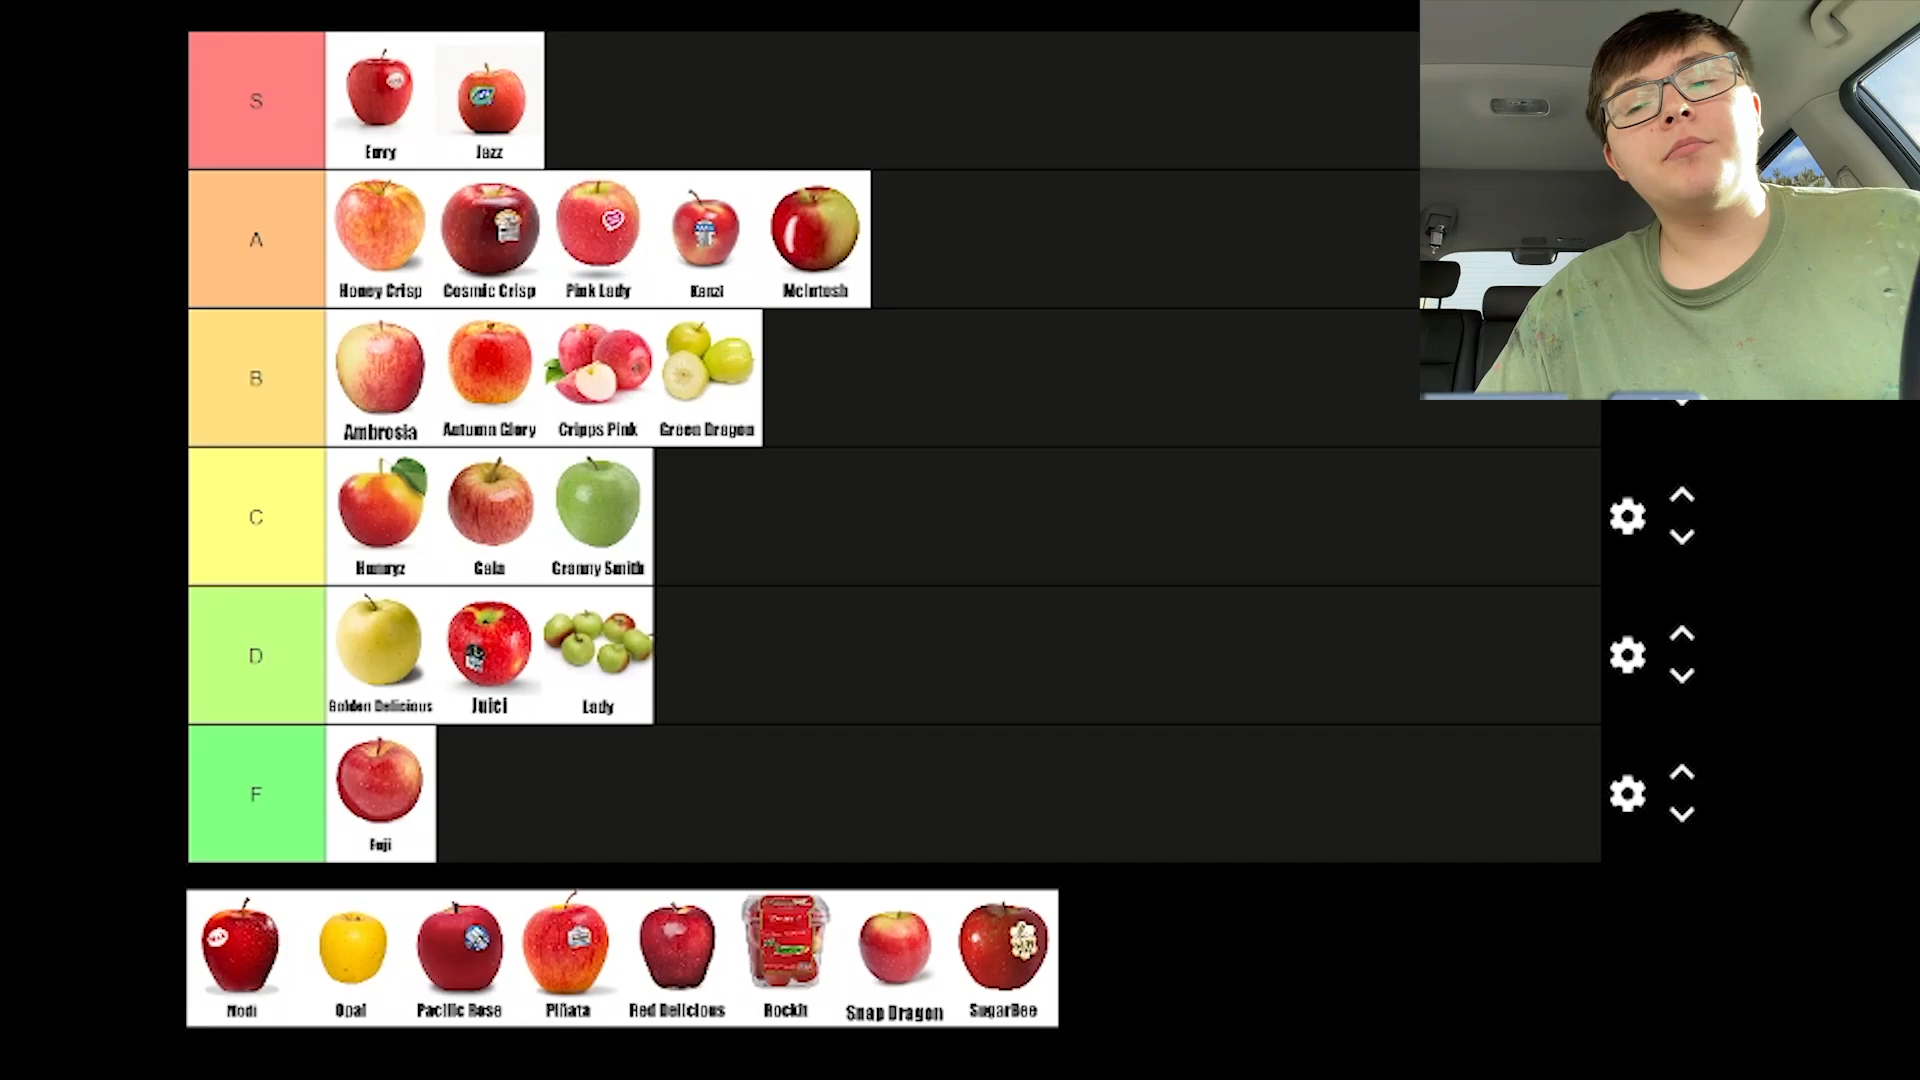 S
Envy Jazz
A
Honey Crisp Cosmic Crisp Pink Lady Kanzi McIntosh
B
Ambrosia Autumn Glory Cripps Pink Green Dragon
C
Hunnyz Gala Granny Smith
D
Golden Delicious Juici Lady
F
Fuji
Modi Opal Pacific Rose Piñata Red Delicious Rockit Snap Dragon SugarBee